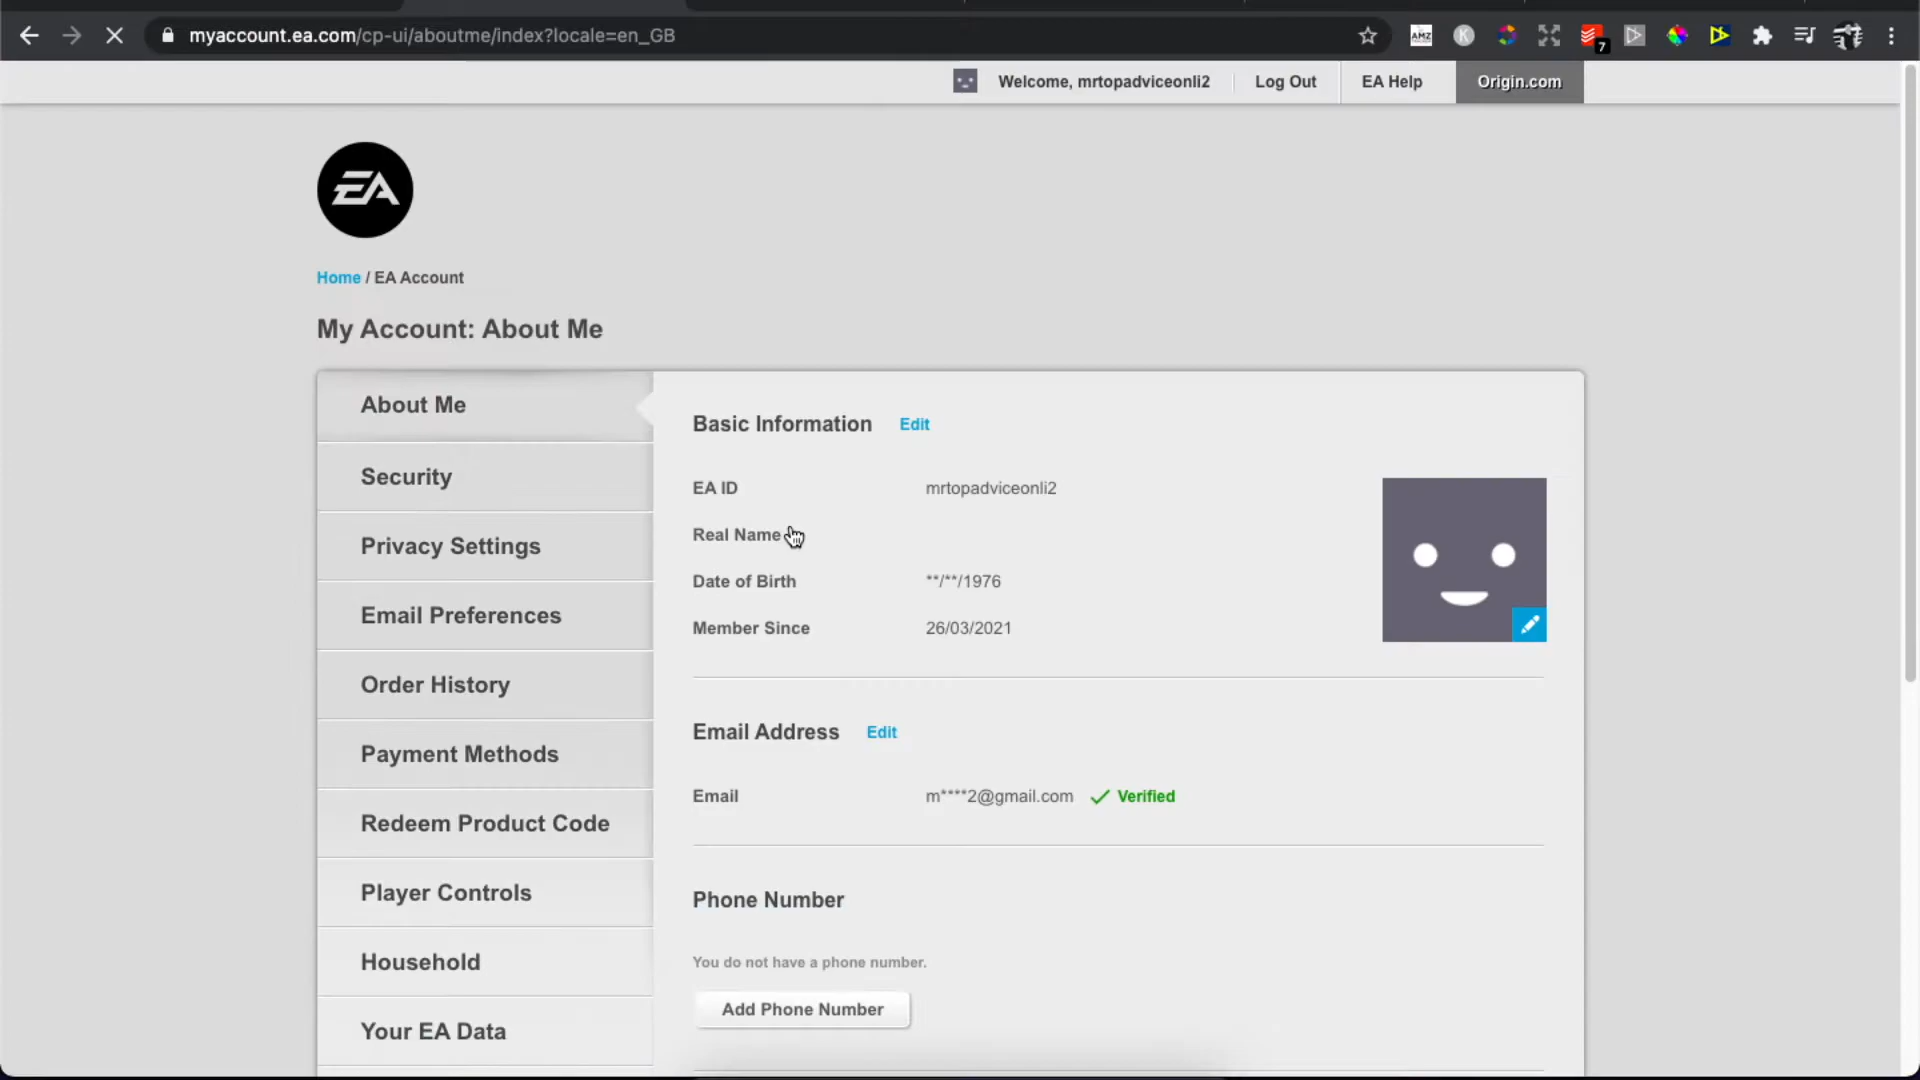 myaccount.ea.com/cp-ui/aboutme/index?locale=en_GB
AMZ
K
7
Welcome, mrtopadviceonli2
Log Out
EA Help
Origin.com
EA
Home / EA Account
My Account: About Me
About Me
Security
Privacy Settings
Email Preferences
Order History
Payment Methods
Redeem Product Code
Player Controls
Household
Your EA Data
Basic Information Edit
EA ID mrtopadviceonli2
Real Name
Date of Birth **/**/1976
Member Since 26/03/2021
Email Address Edit
Email m****2@gmail.com Verified
Phone Number
You do not have a phone number.
Add Phone Number